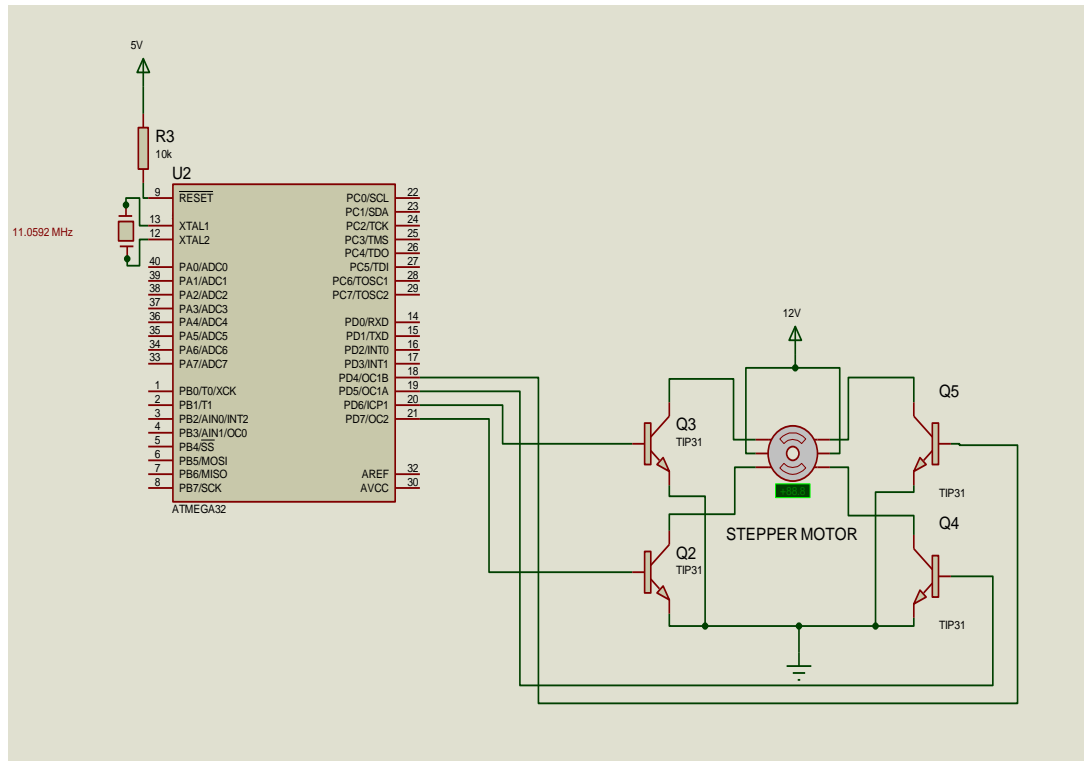 5V
R3
10k
U2
11.0592 MHz
9 RESET
13 XTAL1
12 XTAL2
40 PA0/ADC0
39 PA1/ADC1
38 PA2/ADC2
37 PA3/ADC3
36 PA4/ADC4
35 PA5/ADC5
34 PA6/ADC6
33 PA7/ADC7
1 PB0/T0/XCK
2 PB1/T1
3 PB2/AIN0/INT2
4 PB3/AIN1/OC0
5 PB4/SS
6 PB5/MOSI
7 PB6/MISO
8 PB7/SCK
PC0/SCL 22
PC1/SDA 23
PC2/TCK 24
PC3/TMS 25
PC4/TDO 26
PC5/TDI 27
PC6/TOSC1 28
PC7/TOSC2 29
PD0/RXD 14
PD1/TXD 15
PD2/INT0 16
PD3/INT1 17
PD4/OC1B 18
PD5/OC1A 19
PD6/ICP1 20
PD7/OC2 21
AREF 32
AVCC 30
ATMEGA32
12V
Q3
TIP31
Q5
TIP31
STEPPER MOTOR
Q2
TIP31
Q4
TIP31